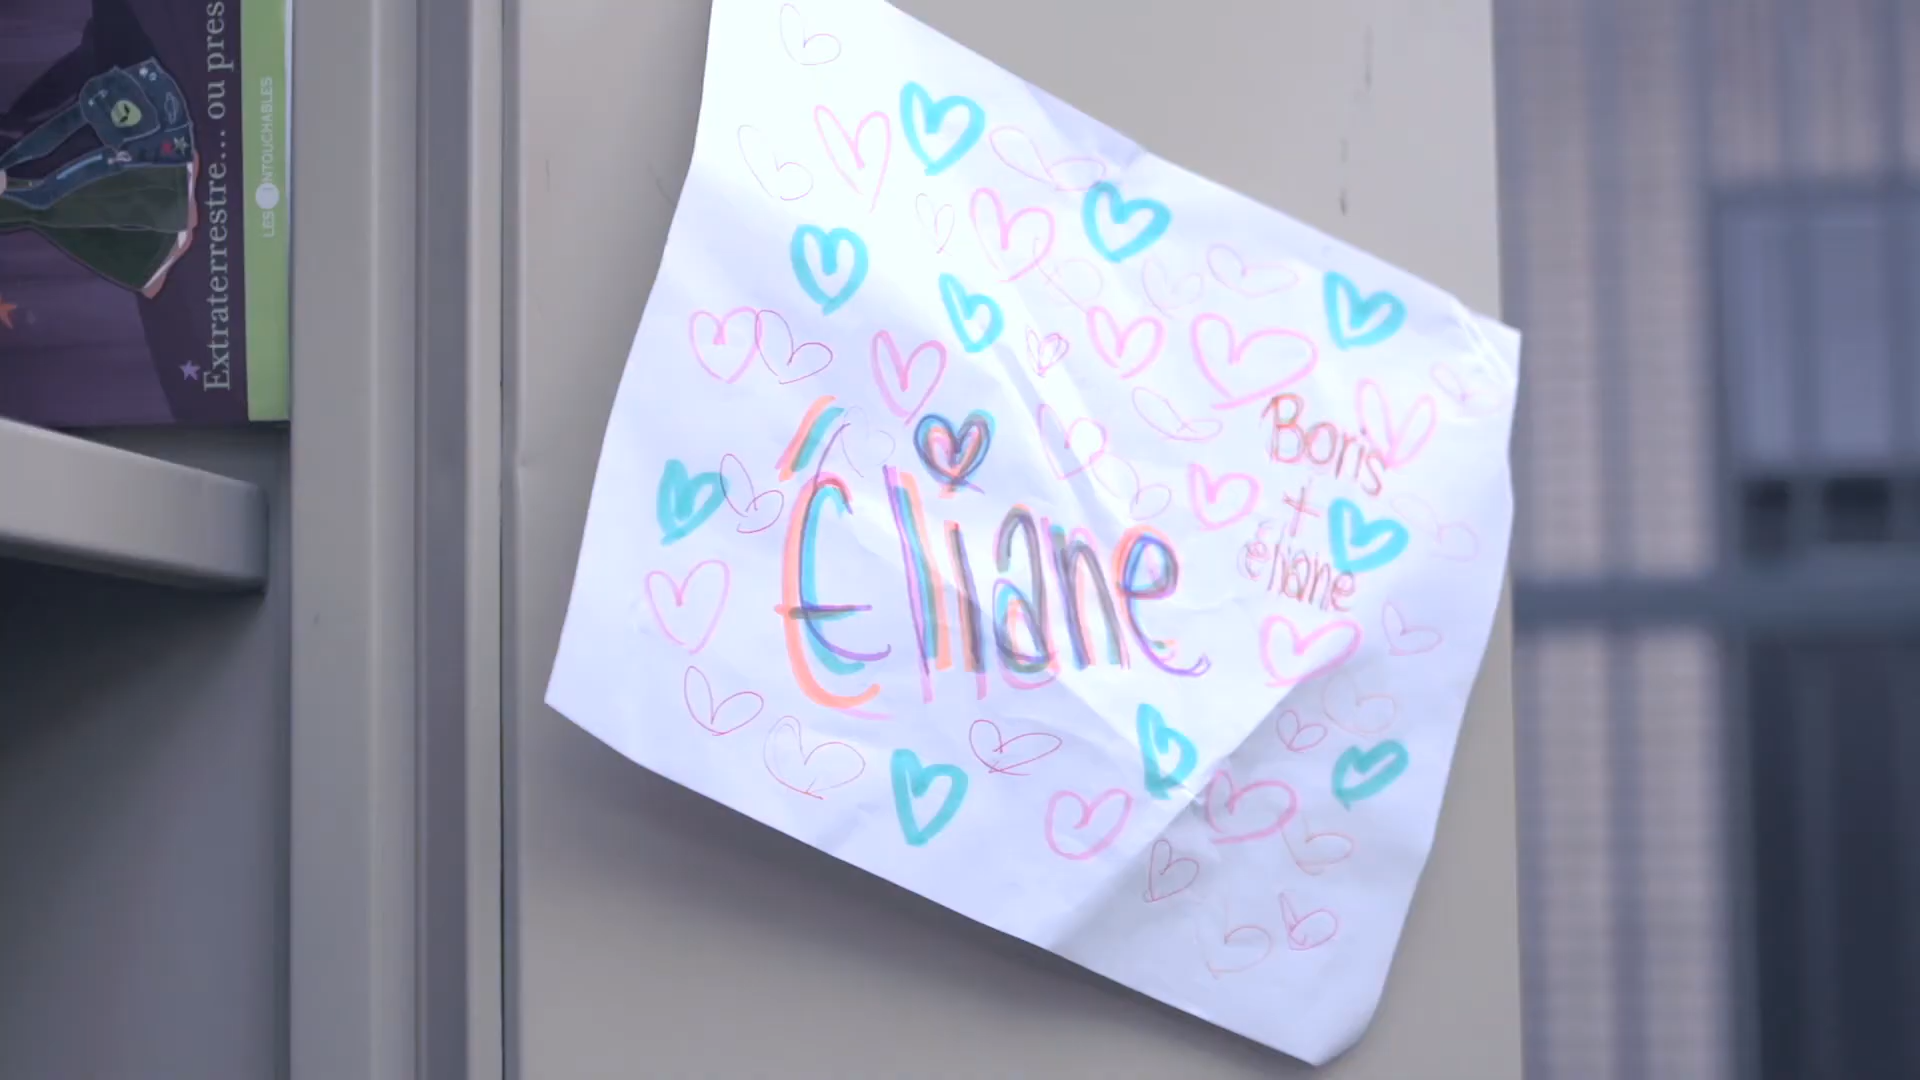 Extraterrestre... ou pres
LES INTOUCHABLES
Éliane
Boris
+
éliane